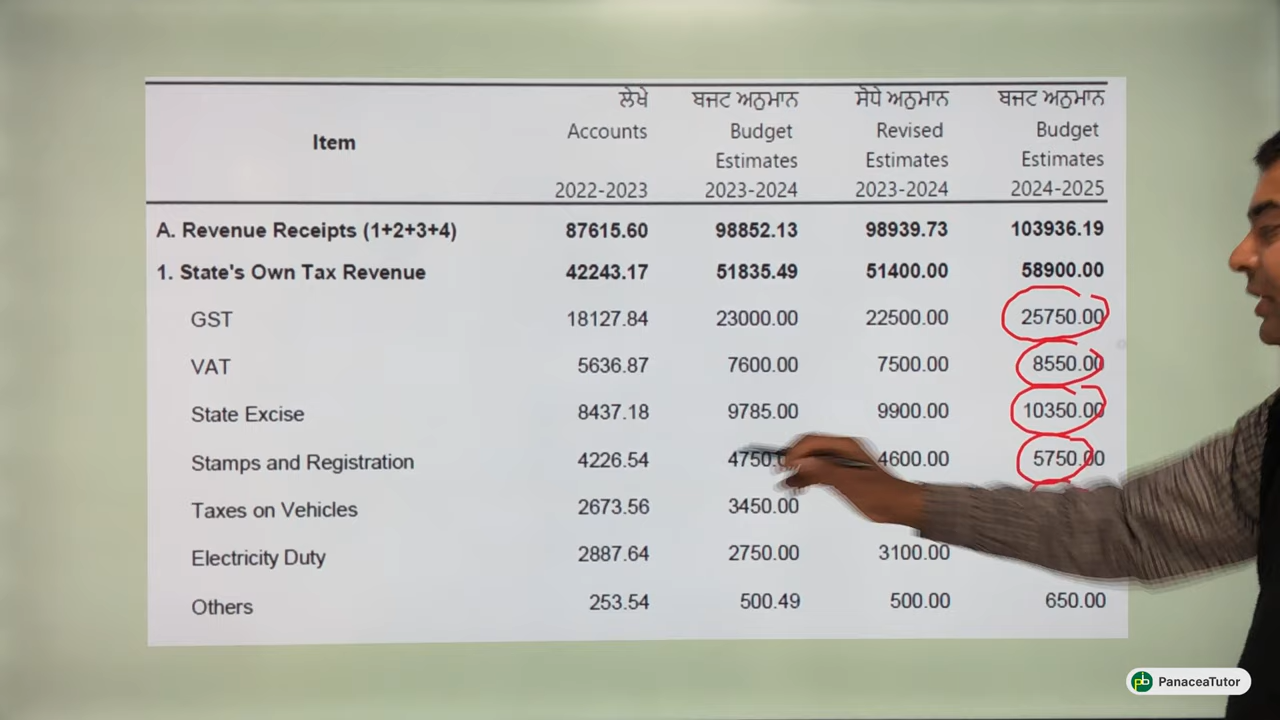 Item
ਲੇਖੇ
Accounts
2022-2023
ਬਜਟ ਅਨੁਮਾਨ
Budget
Estimates
2023-2024
ਸੋਧੇ ਅਨੁਮਾਨ
Revised
Estimates
2023-2024
ਬਜਟ ਅਨੁਮਾਨ
Budget
Estimates
2024-2025
A. Revenue Receipts (1+2+3+4) 87615.60 98852.13 98939.73 103936.19
1. State's Own Tax Revenue 42243.17 51835.49 51400.00 58900.00
GST 18127.84 23000.00 22500.00 25750.00
VAT 5636.87 7600.00 7500.00 8550.00
State Excise 8437.18 9785.00 9900.00 10350.00
Stamps and Registration 4226.54 4600.00 5750.00
Taxes on Vehicles 2673.56 3450.00
Electricity Duty 2887.64 2750.00 3100.00
Others 253.54 500.49 500.00 650.00
PanaceaTutor